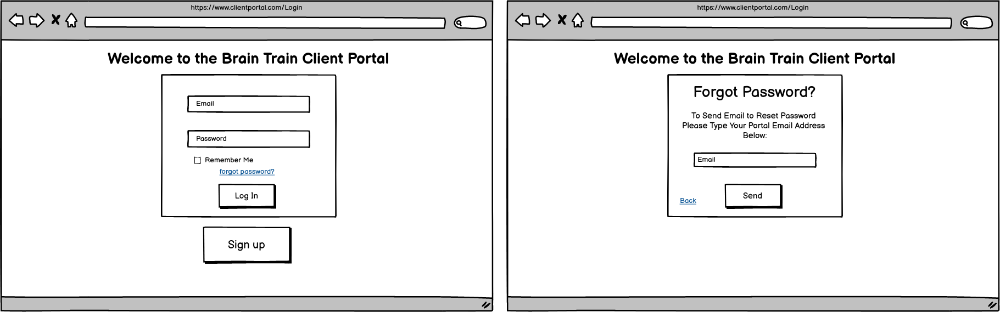 https://www.clientportal.com/Login
Welcome to the Brain Train Client Portal
Email
Password
Remember Me
forgot password?
Log In
Sign up
https://www.clientportal.com/Login
Welcome to the Brain Train Client Portal
Forgot Password?
To Send Email to Reset Password
Please Type Your Portal Email Address
Below:
Email
Send
Back